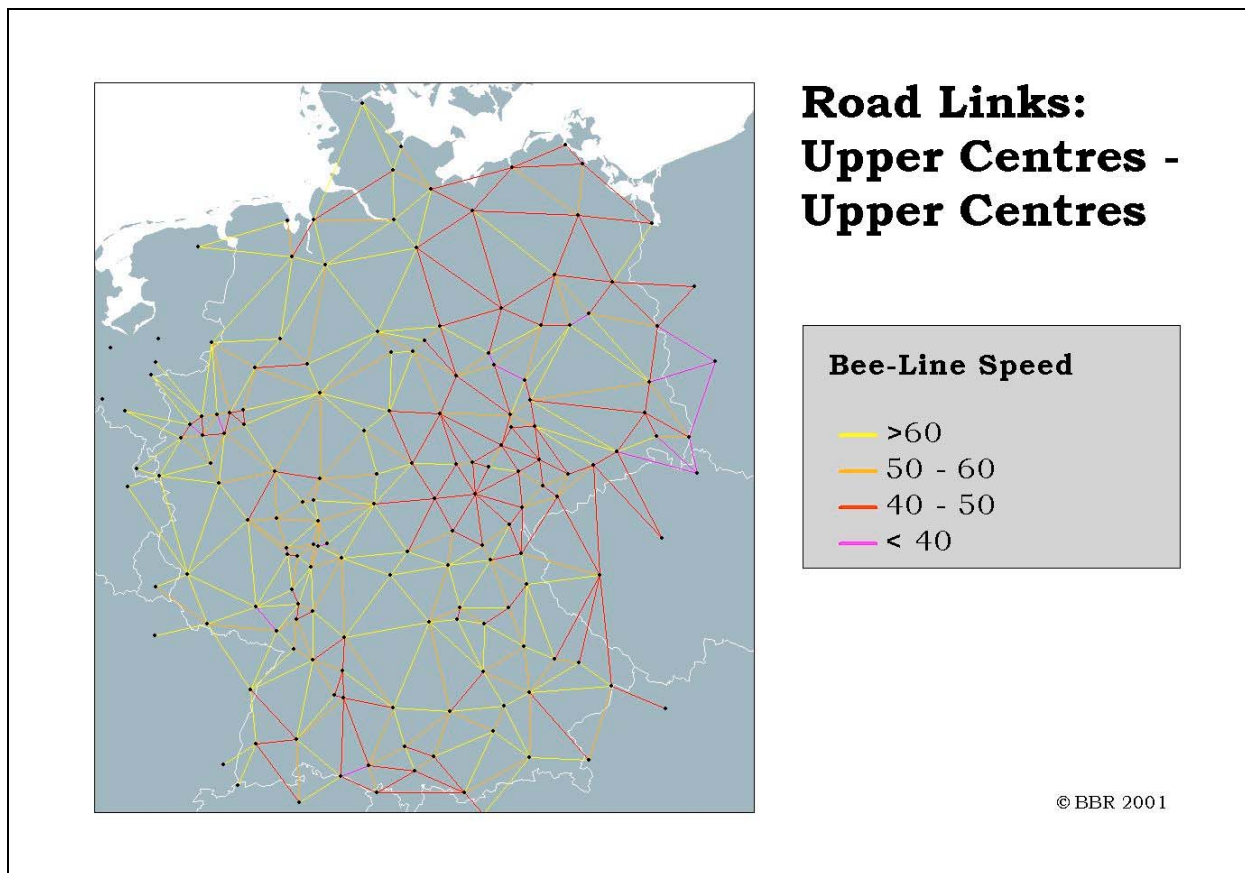 Road Links:
Upper Centres -
Upper Centres
Bee-Line Speed
>60
50 - 60
40 - 50
< 40
© BBR 2001